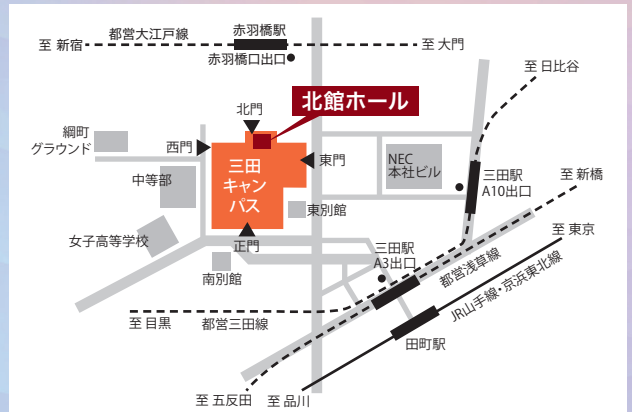 都営大江戸線
赤羽橋駅
至 新宿
至 大門
赤羽橋口出口
至 日比谷
北門
北館ホール
綱町
グラウンド
西門
三田
キャン
パス
東門
NEC
本社ビル
至 新橋
中等部
三田駅
A10出口
東別館
女子高等学校
正門
三田駅
A3出口
至 東京
南別館
都営浅草線
JR山手線・京浜東北線
至 目黒
都営三田線
田町駅
至 五反田
至 品川